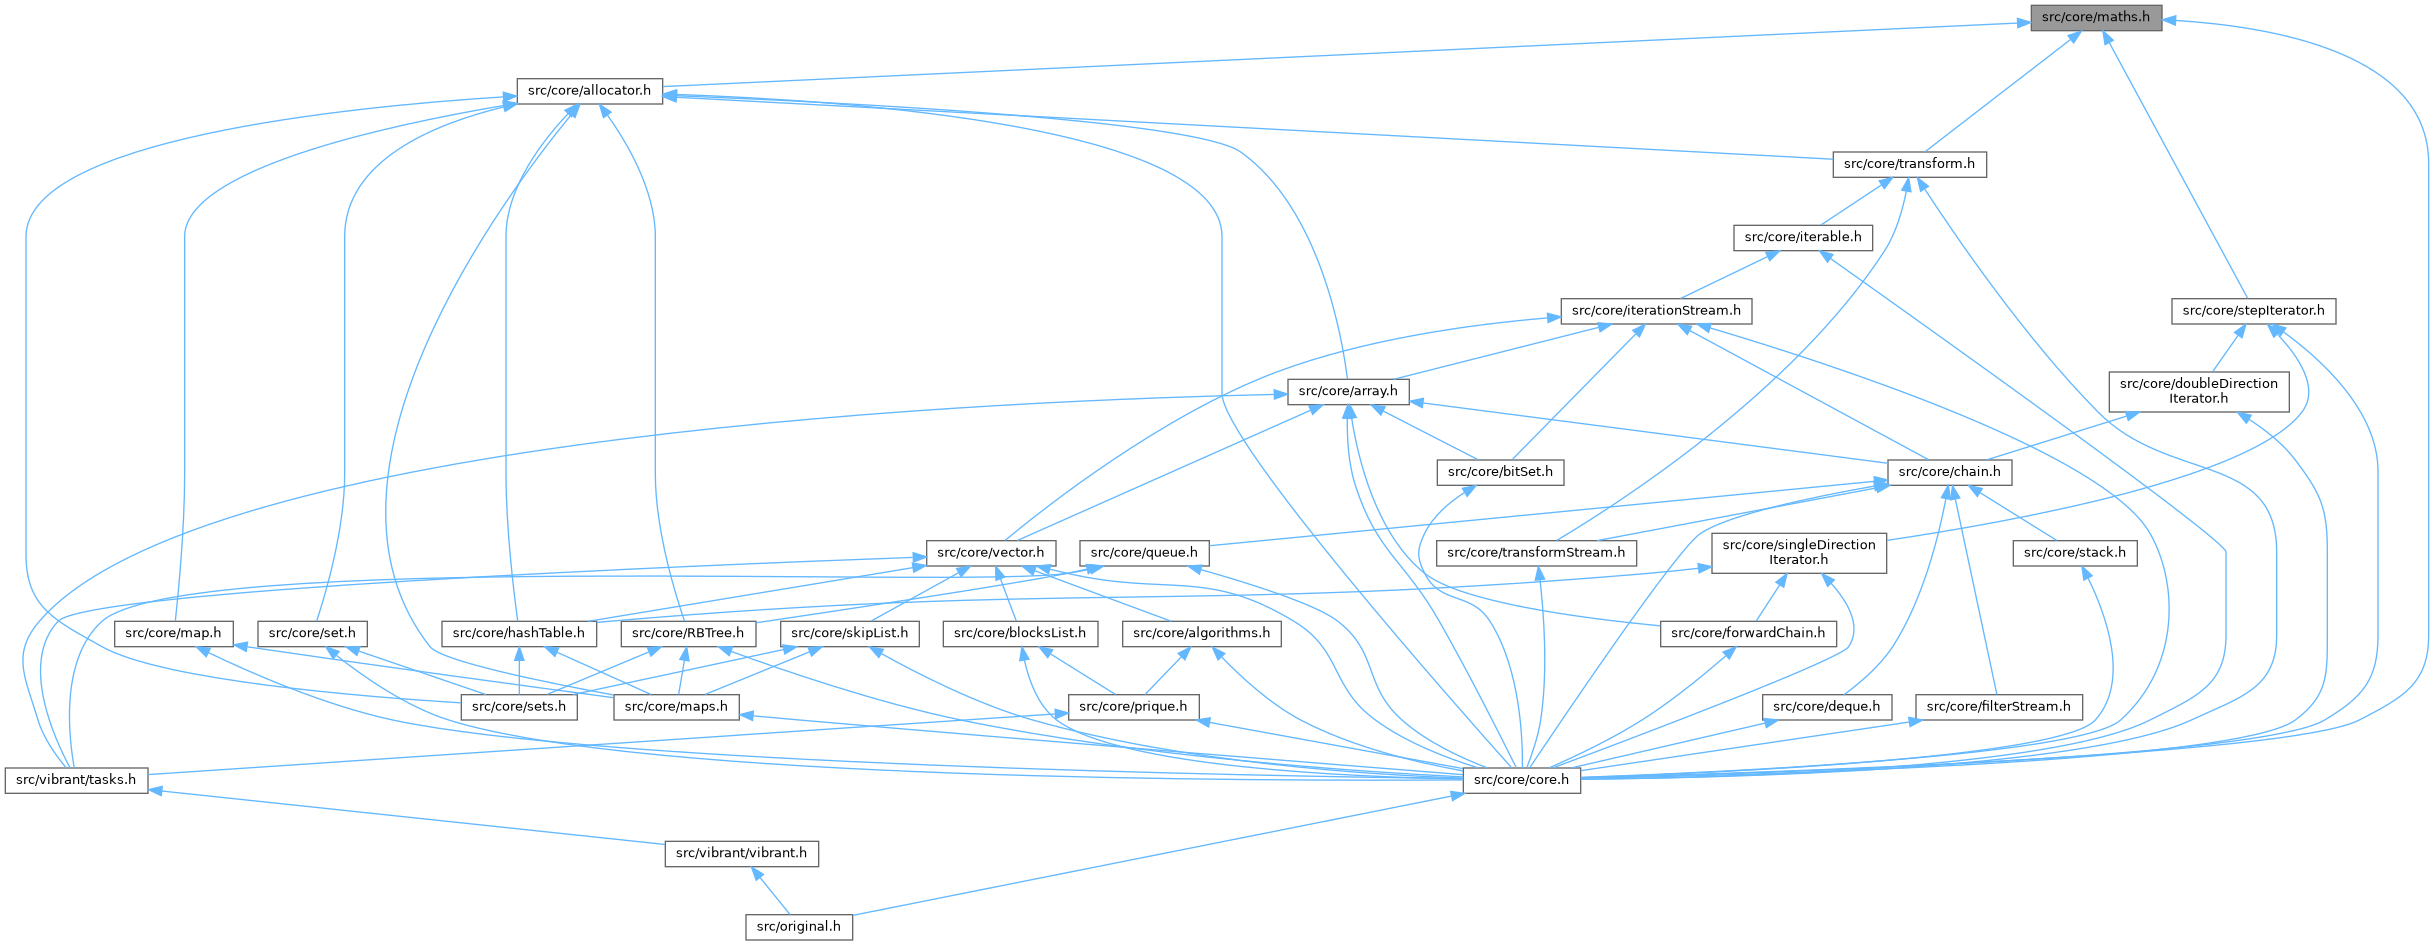 src/core/maths.h
src/core/allocator.h
src/core/transform.h
src/core/iterable.h
src/core/iterationStream.h
src/core/stepIterator.h
src/core/array.h
src/core/doubleDirection
Iterator.h
src/core/bitSet.h
src/core/chain.h
src/core/vector.h
src/core/queue.h
src/core/transformStream.h
src/core/singleDirection
Iterator.h
src/core/stack.h
src/core/map.h
src/core/set.h
src/core/hashTable.h
src/core/RBTree.h
src/core/skipList.h
src/core/blocksList.h
src/core/algorithms.h
src/core/forwardChain.h
src/core/sets.h
src/core/maps.h
src/core/prique.h
src/core/deque.h
src/core/filterStream.h
src/vibrant/tasks.h
src/core/core.h
src/vibrant/vibrant.h
src/original.h